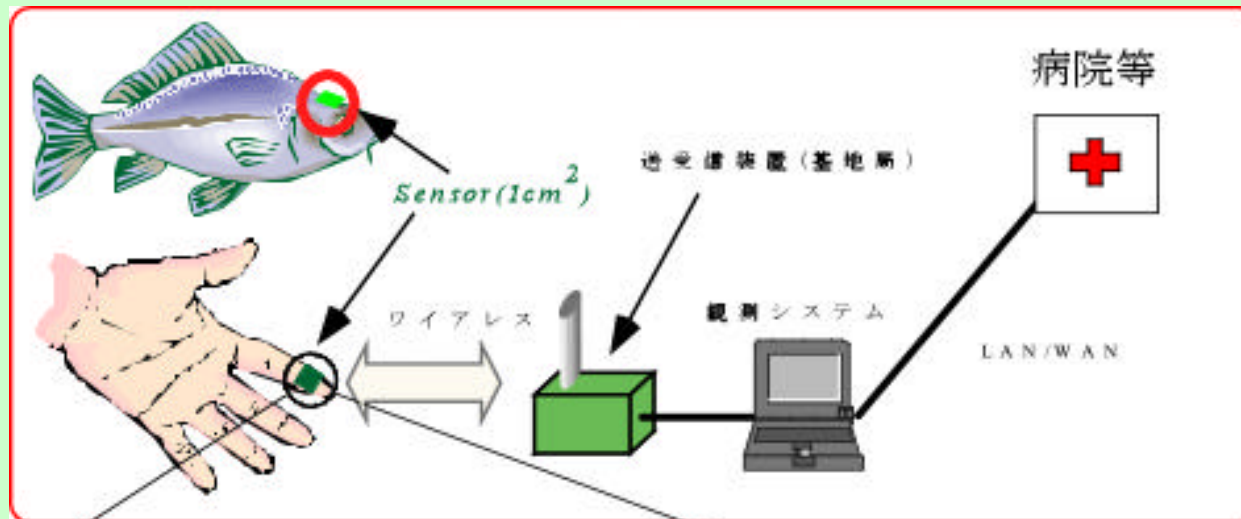 病院等
送受信装置(基地局)
Sensor(1cm²)
ワイアレス
観測システム
LAN/WAN